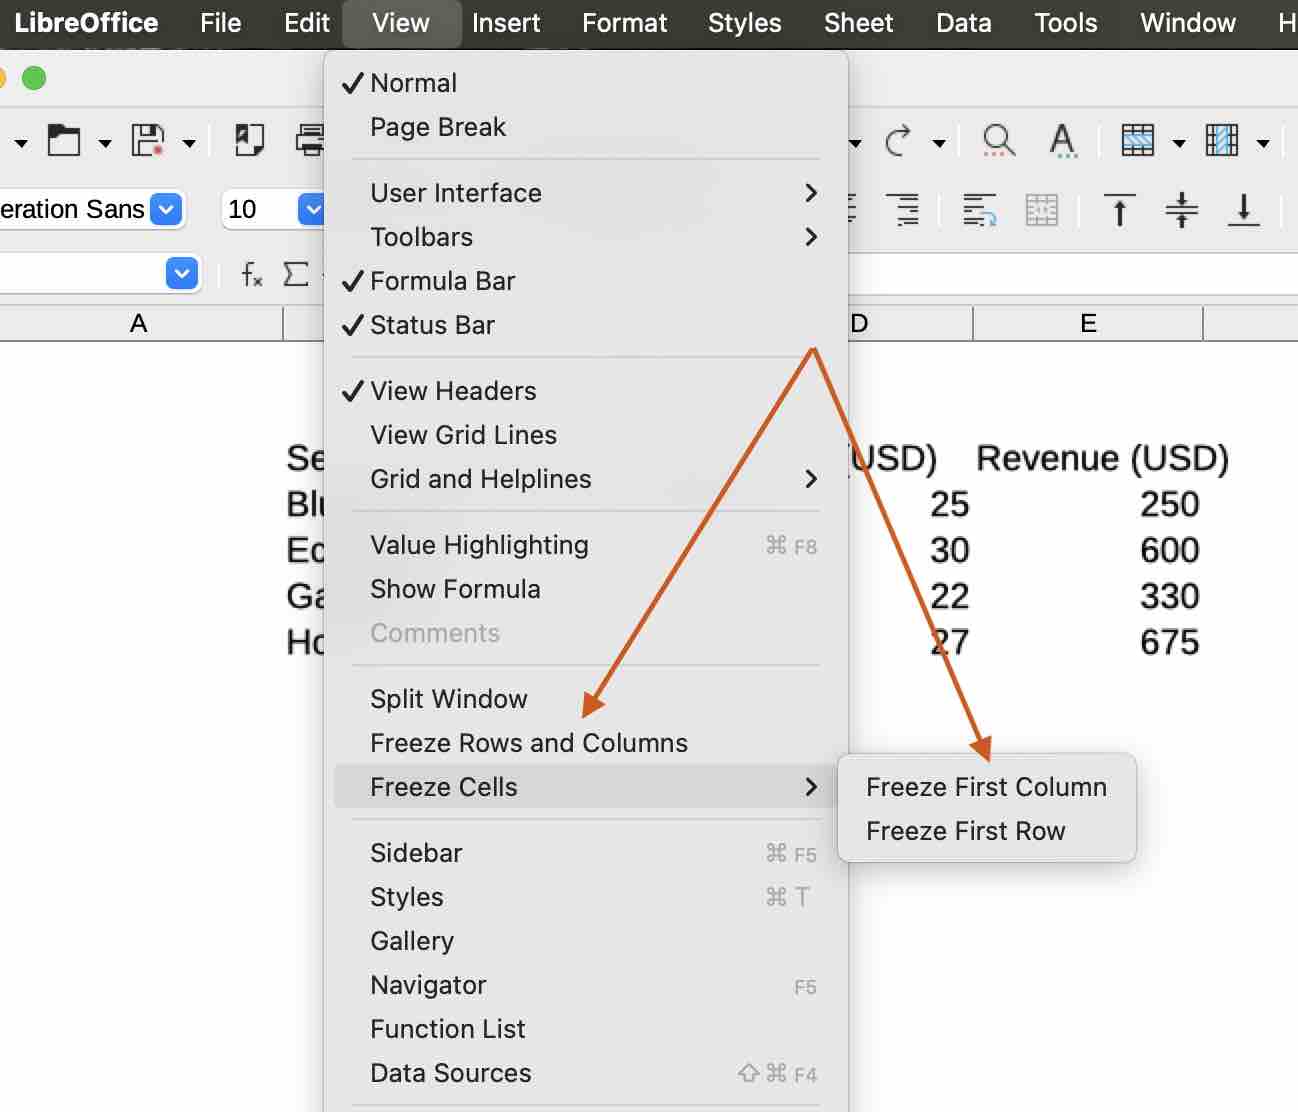 LibreOffice File Edit View Insert Format Styles Sheet Data Tools Window H
Normal
Page Break
User Interface
eration Sans 10
Toolbars
Formula Bar
fx Σ
Status Bar
A D E
View Headers
View Grid Lines
Se (USD) Revenue (USD)
Grid and Helplines
Blu 25 250
Value Highlighting ⌘ F8
Ec 30 600
Show Formula
Ga 22 330
Comments
Ho 27 675
Split Window
Freeze Rows and Columns
Freeze Cells Freeze First Column
Freeze First Row
Sidebar ⌘ F5
Styles ⌘ T
Gallery
Navigator F5
Function List
Data Sources ⇧ ⌘ F4